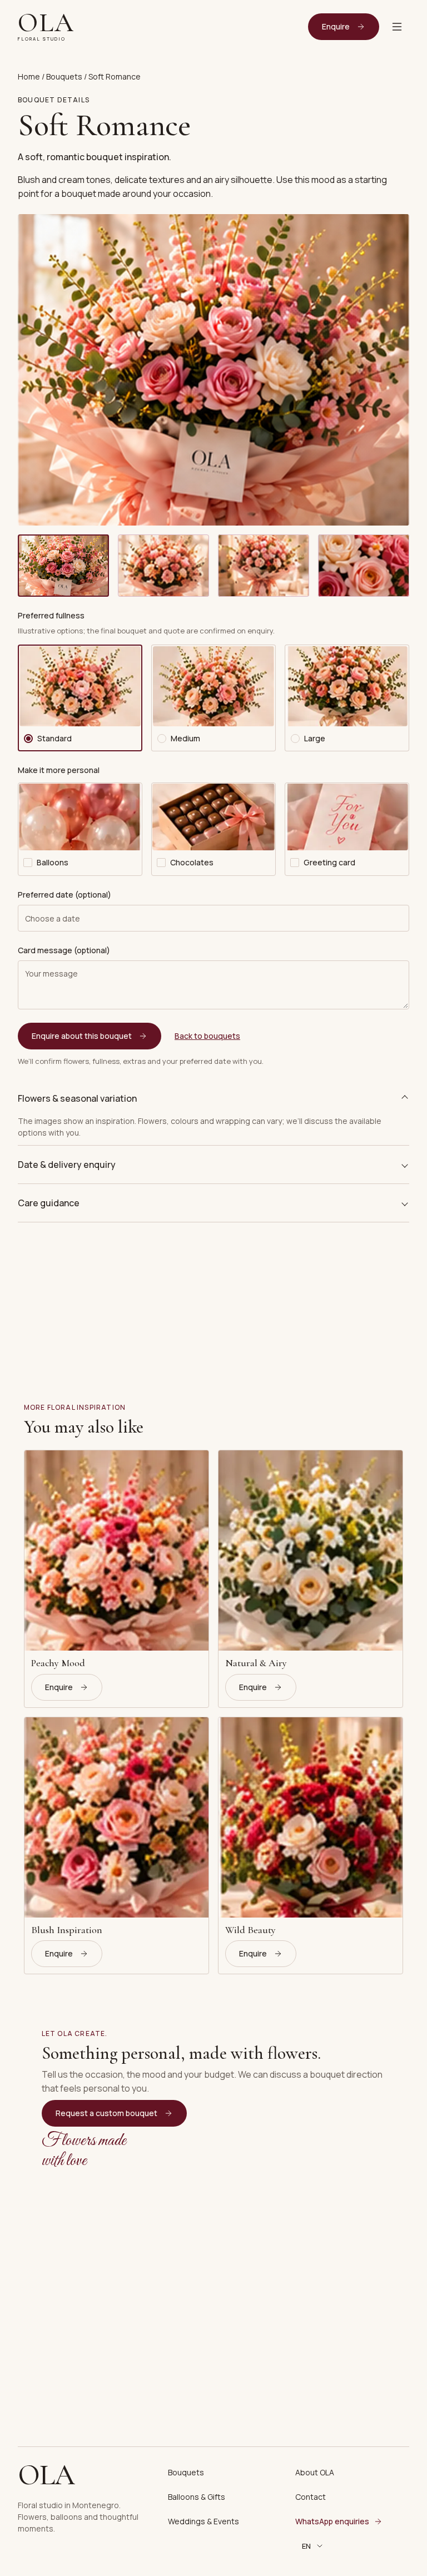 OLA
FLORAL STUDIO
Enquire
Home / Bouquets / Soft Romance
BOUQUET DETAILS
Soft Romance
A soft, romantic bouquet inspiration.
Blush and cream tones, delicate textures and an airy silhouette. Use this mood as a starting
point for a bouquet made around your occasion.
OLA
Preferred fullness
Illustrative options; the final bouquet and quote are confirmed on enquiry.
Standard
Medium
Large
Make it more personal
For
You
Balloons
Chocolates
Greeting card
Preferred date (optional)
Choose a date
Card message (optional)
Your message
Enquire about this bouquet
Back to bouquets
We'll confirm flowers, fullness, extras and your preferred date with you.
Flowers & seasonal variation
The images show an inspiration. Flowers, colours and wrapping can vary; we'll discuss the available
options with you.
Date & delivery enquiry
Care guidance
MORE FLORAL INSPIRATION
You may also like
Peachy Mood
Enquire
Natural & Airy
Enquire
Blush Inspiration
Enquire
Wild Beauty
Enquire
LET OLA CREATE.
Something personal, made with flowers.
Tell us the occasion, the mood and your budget. We can discuss a bouquet direction
that feels personal to you.
Request a custom bouquet
Flowers made
with love
OLA
Floral studio in Montenegro.
Flowers, balloons and thoughtful
moments.
Bouquets
Balloons & Gifts
Weddings & Events
About OLA
Contact
WhatsApp enquiries
EN